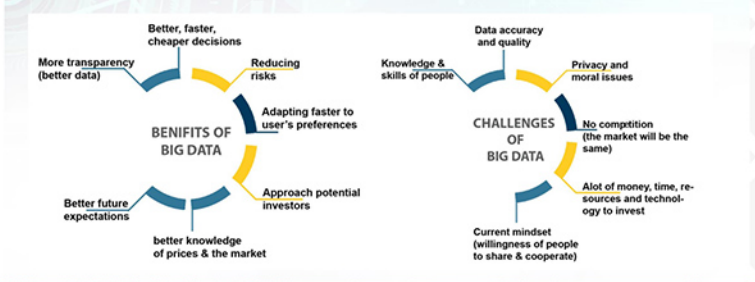 Better, faster,
cheaper decisions
More transparency
(better data)
Reducing
risks
Adapting faster to
user's preferences
BENIFITS OF
BIG DATA
Approach potential
investors
Better future
expectations
better knowledge
of prices & the market
Data accuracy
and quality
Knowledge &
skills of people
Privacy and
moral issues
No competition
(the market will be the
same)
CHALLENGES
OF
BIG DATA
Alot of money, time, re-
sources and technol-
ogy to invest
Current mindset
(willingness of people
to share & cooperate)